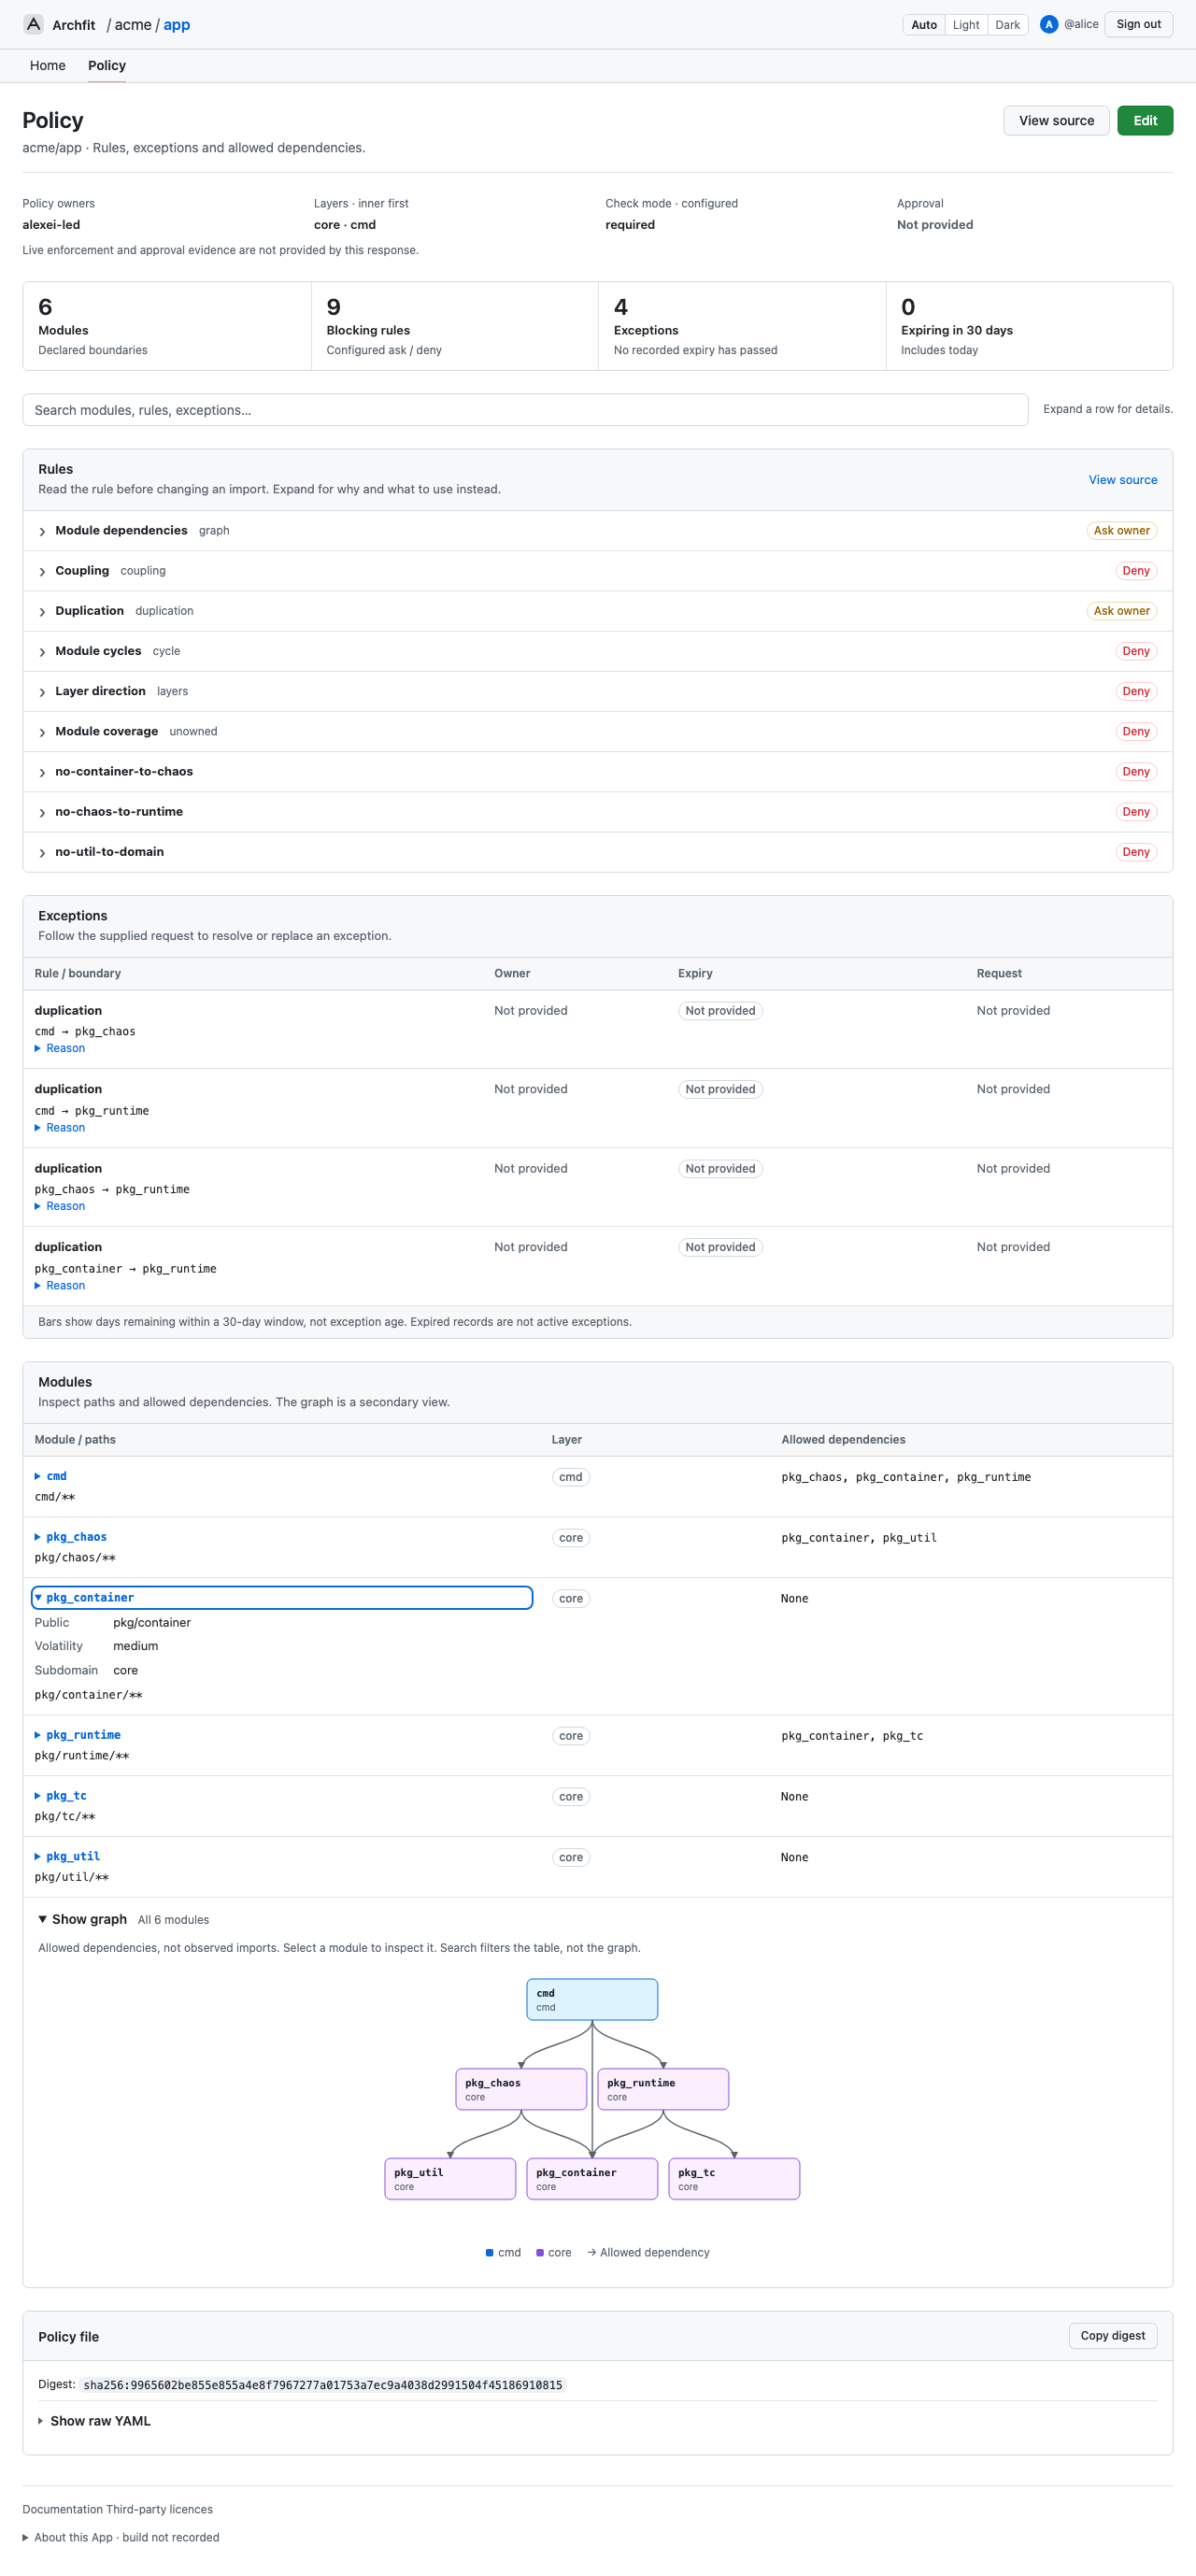 Archfit / acme / app
Auto Light Dark A @alice Sign out
Home Policy
Policy
View source Edit
acme/app · Rules, exceptions and allowed dependencies.
Policy owners Layers · inner first Check mode · configured Approval
alexei-led core · cmd required Not provided
Live enforcement and approval evidence are not provided by this response.
6 9 4 0
Modules Blocking rules Exceptions Expiring in 30 days
Declared boundaries Configured ask / deny No recorded expiry has passed Includes today
Search modules, rules, exceptions...
Expand a row for details.
Rules
Read the rule before changing an import. Expand for why and what to use instead.
View source
Module dependencies graph Ask owner
Coupling coupling Deny
Duplication duplication Ask owner
Module cycles cycle Deny
Layer direction layers Deny
Module coverage unowned Deny
no-container-to-chaos Deny
no-chaos-to-runtime Deny
no-util-to-domain Deny
Exceptions
Follow the supplied request to resolve or replace an exception.
Rule / boundary Owner Expiry Request
duplication Not provided Not provided Not provided
cmd → pkg_chaos
Reason
duplication Not provided Not provided Not provided
cmd → pkg_runtime
Reason
duplication Not provided Not provided Not provided
pkg_chaos → pkg_runtime
Reason
duplication Not provided Not provided Not provided
pkg_container → pkg_runtime
Reason
Bars show days remaining within a 30-day window, not exception age. Expired records are not active exceptions.
Modules
Inspect paths and allowed dependencies. The graph is a secondary view.
Module / paths Layer Allowed dependencies
cmd cmd pkg_chaos, pkg_container, pkg_runtime
cmd/**
pkg_chaos core pkg_container, pkg_util
pkg/chaos/**
pkg_container core None
Public pkg/container
Volatility medium
Subdomain core
pkg/container/**
pkg_runtime core pkg_container, pkg_tc
pkg/runtime/**
pkg_tc core None
pkg/tc/**
pkg_util core None
pkg/util/**
Show graph All 6 modules
Allowed dependencies, not observed imports. Select a module to inspect it. Search filters the table, not the graph.
cmd
cmd
pkg_chaos pkg_runtime
core core
pkg_util pkg_container pkg_tc
core core core
cmd core → Allowed dependency
Policy file Copy digest
Digest: sha256:9965602be855e855a4e8f7967277a01753a7ec9a4038d2991504f45186910815
Show raw YAML
Documentation Third-party licences
About this App · build not recorded